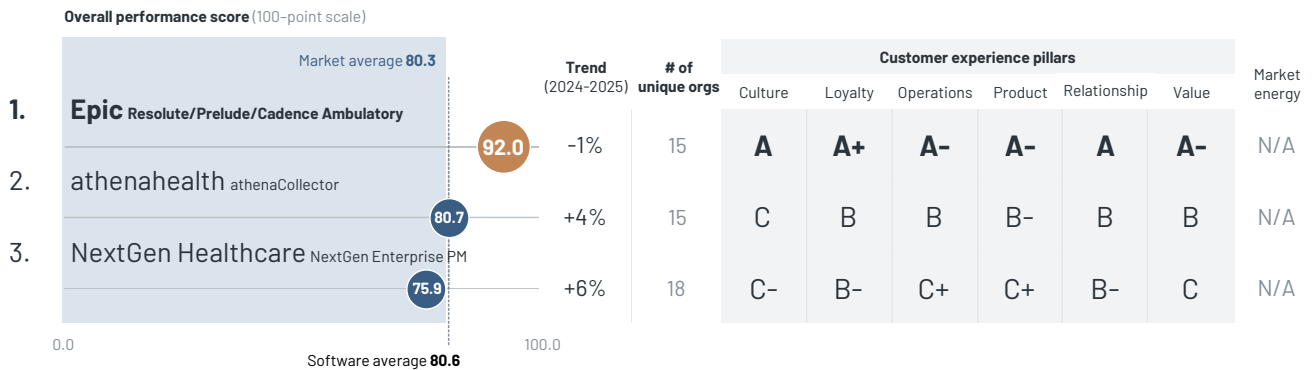 Overall performance score (100-point scale)
Market average 80.3
Customer experience pillars
Trend
(2024-2025)
# of
unique orgs
Culture
Loyalty
Operations
Product
Relationship
Value
Market
energy
1. Epic Resolute/Prelude/Cadence Ambulatory
92.0 -1% 15 A A+ A- A- A A- N/A
2. athenahealth athenaCollector
80.7 +4% 15 C B B B- B B N/A
3. NextGen Healthcare NextGen Enterprise PM
75.9 +6% 18 C- B- C+ C+ B- C N/A
0.0 100.0
Software average 80.6